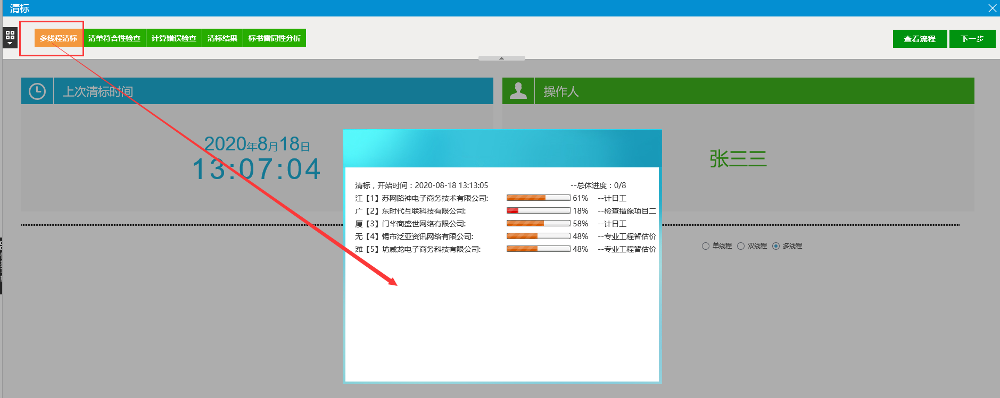 清标
多线程清标 清单符合性检查 计算错误检查 清标结果 标书雷同性分析 查看流程 下一步
上次清标时间 操作人
2020年8月18日
13:07:04
张三三
清标，开始时间：2020-08-18 13:13:05 --总体进度：0/8
江【1】苏网路神电子商务技术有限公司: 61% --计日工
广【2】东时代互联科技有限公司: 18% --检查措施项目二
厦【3】门华商盛世网络有限公司: 58% --计日工
无【4】锡市泛亚资讯网络有限公司: 48% --专业工程暂估价
潍【5】坊威龙电子商务科技有限公司: 48% --专业工程暂估价
单线程 双线程 多线程